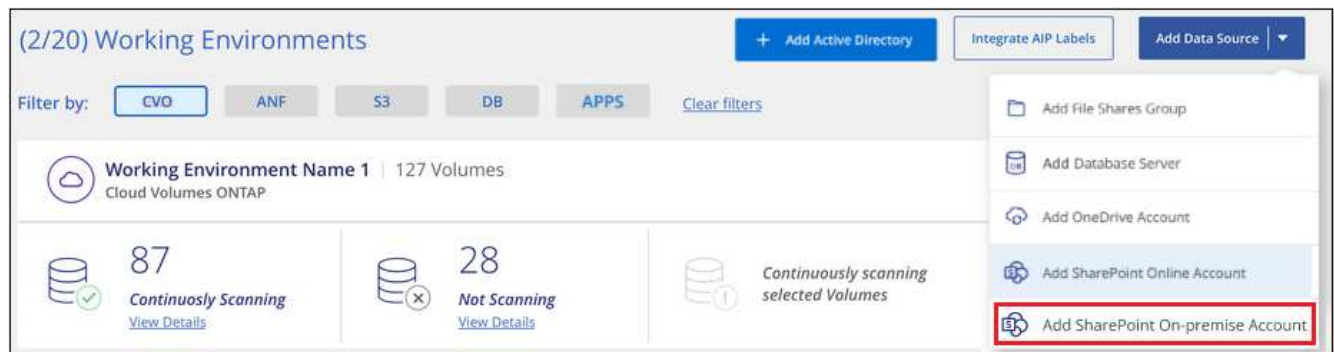 (2/20) Working Environments
+ Add Active Directory
Integrate AIP Labels
Add Data Source
Filter by:
CVO
ANF
S3
DB
APPS
Clear filters
Add File Shares Group
DB
Add Database Server
Working Environment Name 1 | 127 Volumes
Cloud Volumes ONTAP
Add OneDrive Account
87
Continuosly Scanning
View Details
28
Not Scanning
View Details
Continuously scanning
selected Volumes
S
Add SharePoint Online Account
S
Add SharePoint On-premise Account